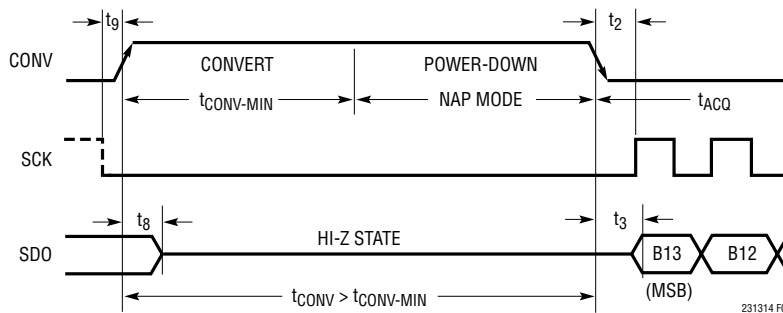 t9
t2
CONV
CONVERT
POWER-DOWN
tCONV-MIN
NAP MODE
tACQ
SCK
t8
t3
SDO
HI-Z STATE
B13
B12
(MSB)
tCONV > tCONV-MIN
231314 F